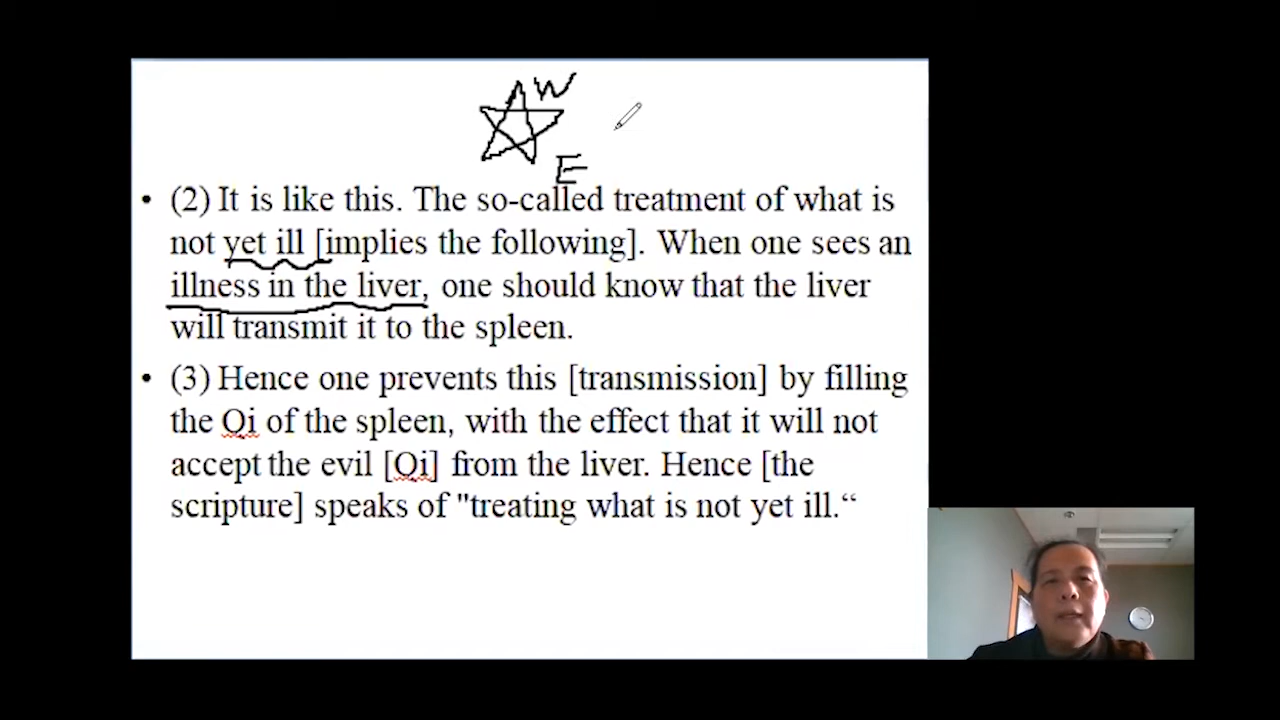 W
E
• (2) It is like this. The so-called treatment of what is
not yet ill [implies the following]. When one sees an
illness in the liver, one should know that the liver
will transmit it to the spleen.
• (3) Hence one prevents this [transmission] by filling
the Qi of the spleen, with the effect that it will not
accept the evil [Qi] from the liver. Hence [the
scripture] speaks of "treating what is not yet ill.“